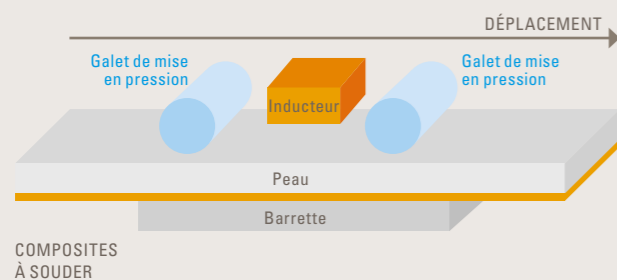 DÉPLACEMENT
Galet de mise
en pression
Galet de mise
en pression
Inducteur
Peau
Barrette
COMPOSITES
À SOUDER